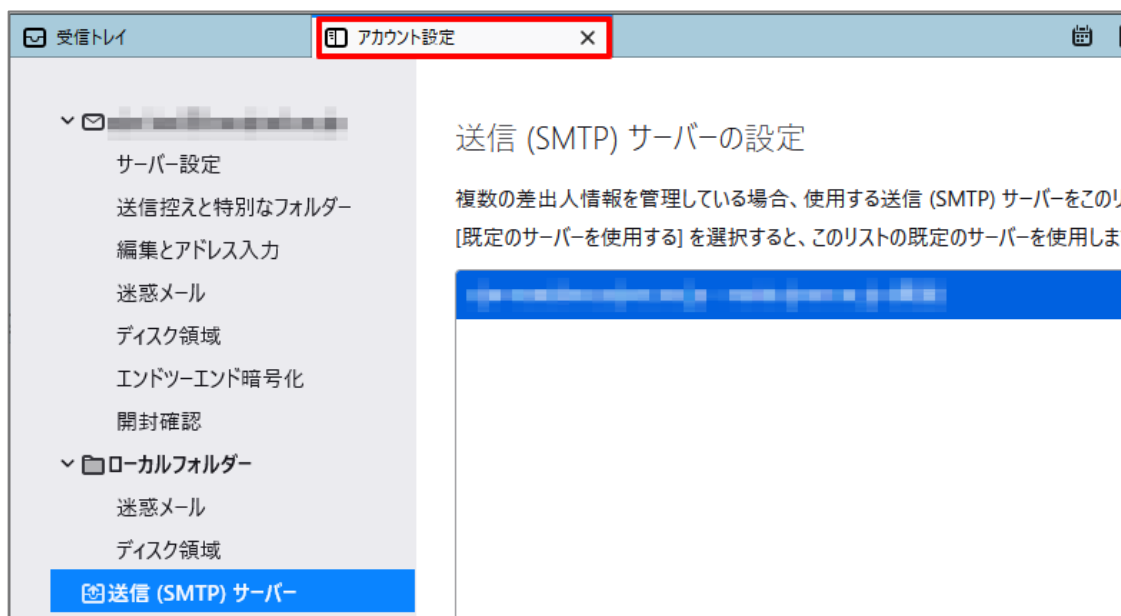 受信トレイ
アカウント設定
サーバー設定
送信控えと特別なフォルダー
編集とアドレス入力
迷惑メール
ディスク領域
エンドツーエンド暗号化
開封確認
ローカルフォルダー
迷惑メール
ディスク領域
送信 (SMTP) サーバー
送信 (SMTP) サーバーの設定
複数の差出人情報を管理している場合、使用する送信 (SMTP) サーバーをこのリ
[既定のサーバーを使用する] を選択すると、このリストの既定のサーバーを使用しま